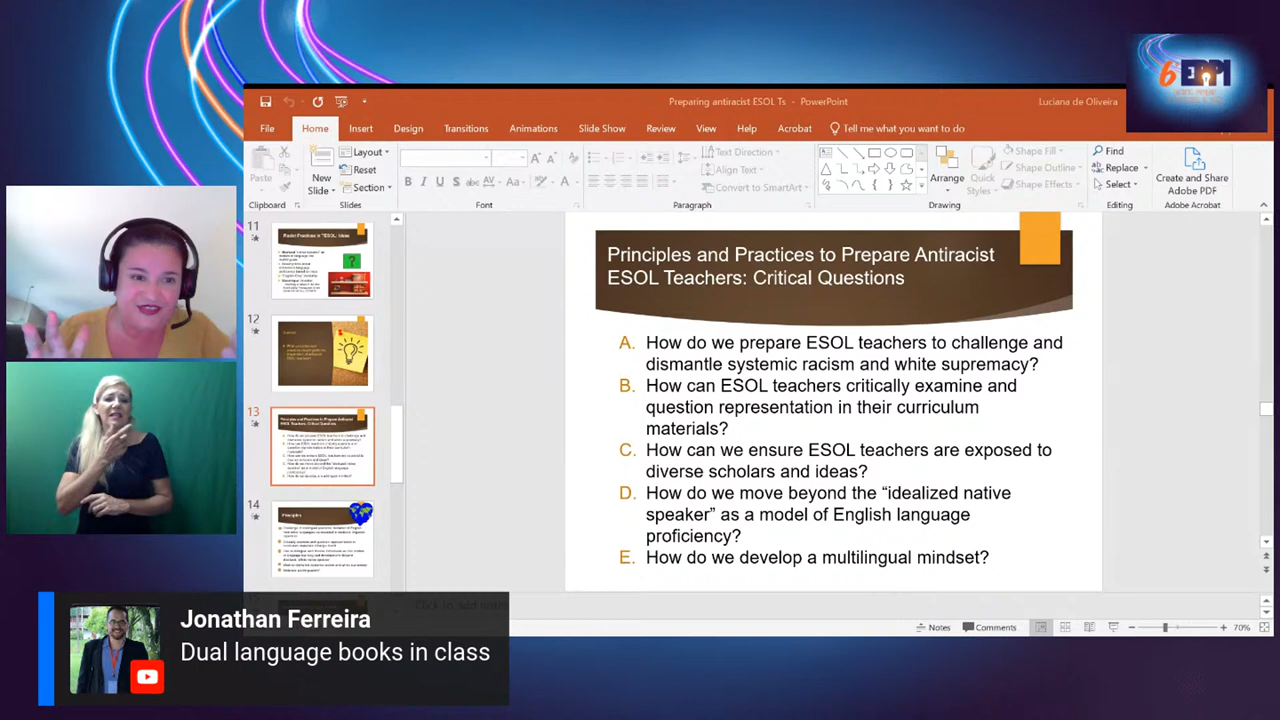 6
ERPI
Preparing antiracist ESOL Ts - PowerPoint
Luciana de Oliveira
File
Home
Insert
Design
Transitions
Animations
Slide Show
Review
View
Help
Acrobat
Tell me what you want to do
Paste
New
Slide
Layout
Reset
Section
Text Direction
Align Text
Convert to SmartArt
Arrange
Quick
Styles
Shape Fill
Shape Outline
Shape Effects
Find
Replace
Select
Create and Share
Adobe PDF
Clipboard
Slides
Font
Paragraph
Drawing
Editing
Adobe Acrobat
11
12
13
14
Principles
Principles and Practices to Prepare Antiracist
ESOL Teachers: Critical Questions
A. How do we prepare ESOL teachers to challenge and
dismantle systemic racism and white supremacy?
B. How can ESOL teachers critically examine and
question representation in their curriculum
materials?
C. How can we ensure ESOL teachers are exposed to
diverse scholars and ideas?
D. How do we move beyond the “idealized native
speaker” as a model of English language
proficiency?
E. How do we develop a multilingual mindset?
Click to add notes
Notes
Comments
70%
Jonathan Ferreira
Dual language books in class